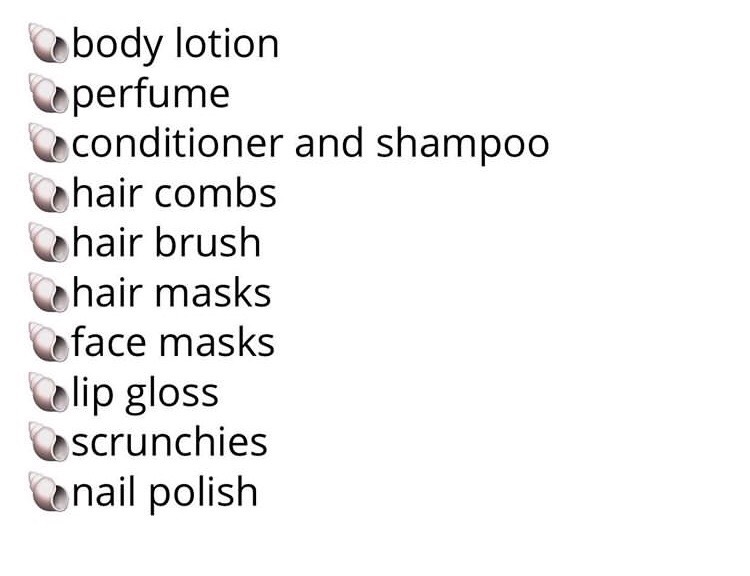 🐚body lotion
🐚perfume
🐚conditioner and shampoo
🐚hair combs
🐚hair brush
🐚hair masks
🐚face masks
🐚lip gloss
🐚scrunchies
🐚nail polish